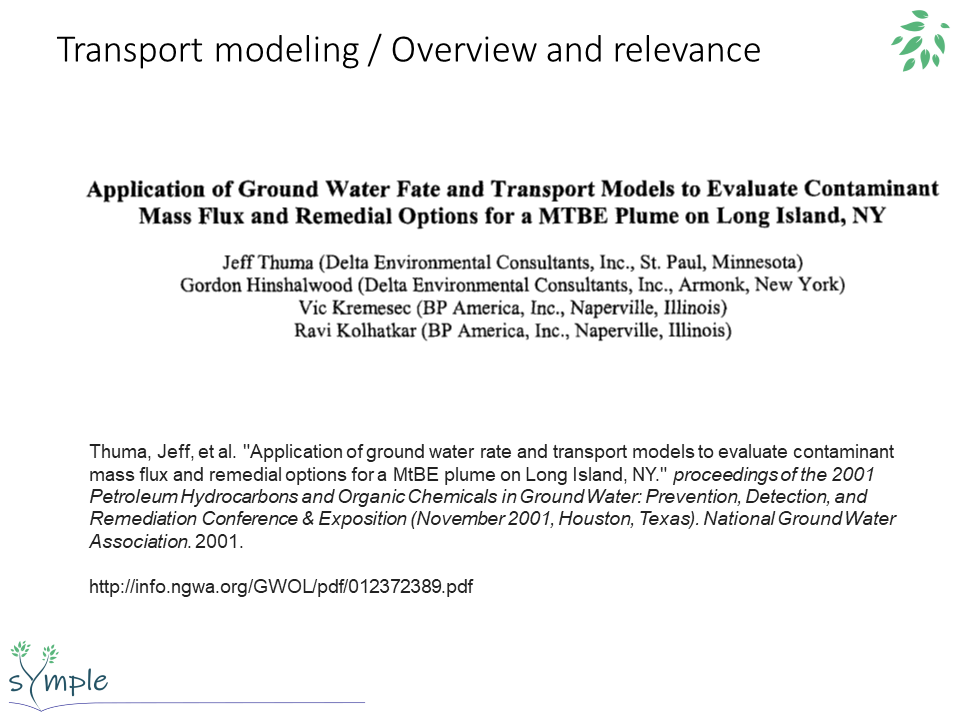 Transport modeling / Overview and relevance
Application of Ground Water Fate and Transport Models to Evaluate Contaminant
Mass Flux and Remedial Options for a MTBE Plume on Long Island, NY
Jeff Thuma (Delta Environmental Consultants, Inc., St. Paul, Minnesota)
Gordon Hinshalwood (Delta Environmental Consultants, Inc., Armonk, New York)
Vic Kremesec (BP America, Inc., Naperville, Illinois)
Ravi Kolhatkar (BP America, Inc., Naperville, Illinois)
Thuma, Jeff, et al. "Application of ground water rate and transport models to evaluate contaminant
mass flux and remedial options for a MtBE plume on Long Island, NY." proceedings of the 2001
Petroleum Hydrocarbons and Organic Chemicals in Ground Water: Prevention, Detection, and
Remediation Conference & Exposition (November 2001, Houston, Texas). National Ground Water
Association. 2001.
http://info.ngwa.org/GWOL/pdf/012372389.pdf
sYmple